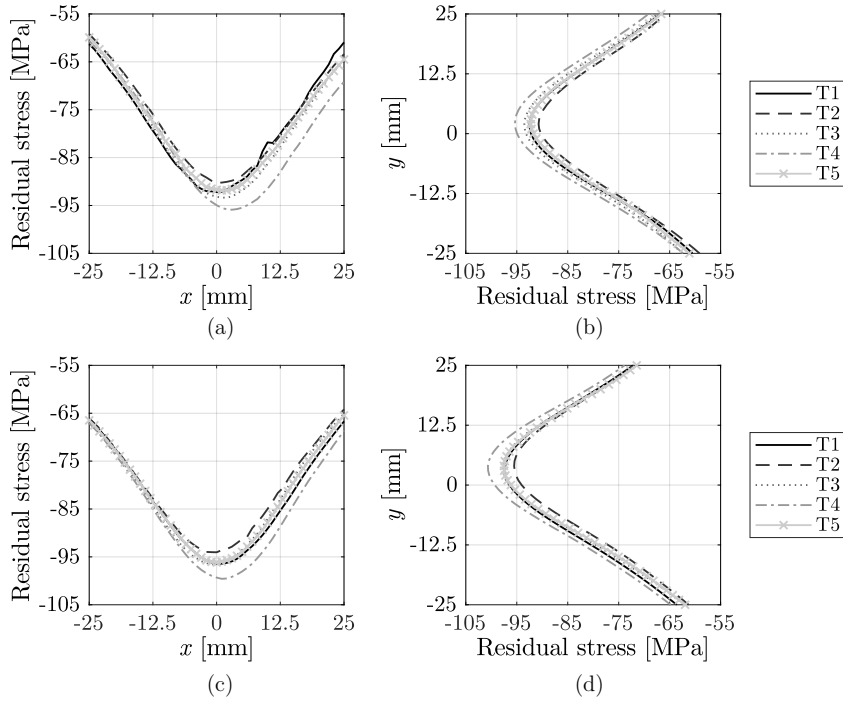 -55
-65
-75
-85
-95
-105
Residual stress [MPa]
-25 -12.5 0 12.5 25
x [mm]
(a)
25
12.5
0
-12.5
-25
y [mm]
-105 -95 -85 -75 -65 -55
Residual stress [MPa]
(b)
T1
T2
T3
T4
T5
-55
-65
-75
-85
-95
-105
Residual stress [MPa]
-25 -12.5 0 12.5 25
x [mm]
(c)
25
12.5
0
-12.5
-25
y [mm]
-105 -95 -85 -75 -65 -55
Residual stress [MPa]
(d)
T1
T2
T3
T4
T5